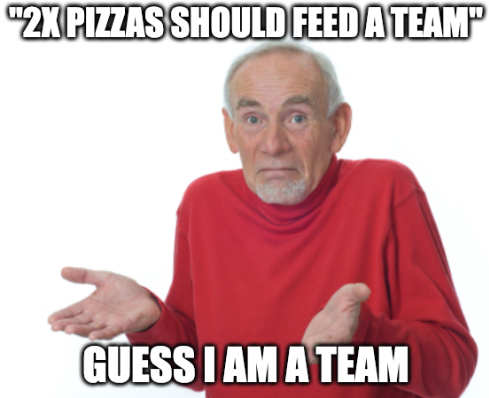 "2X PIZZAS SHOULD FEED A TEAM"
GUESS I AM A TEAM